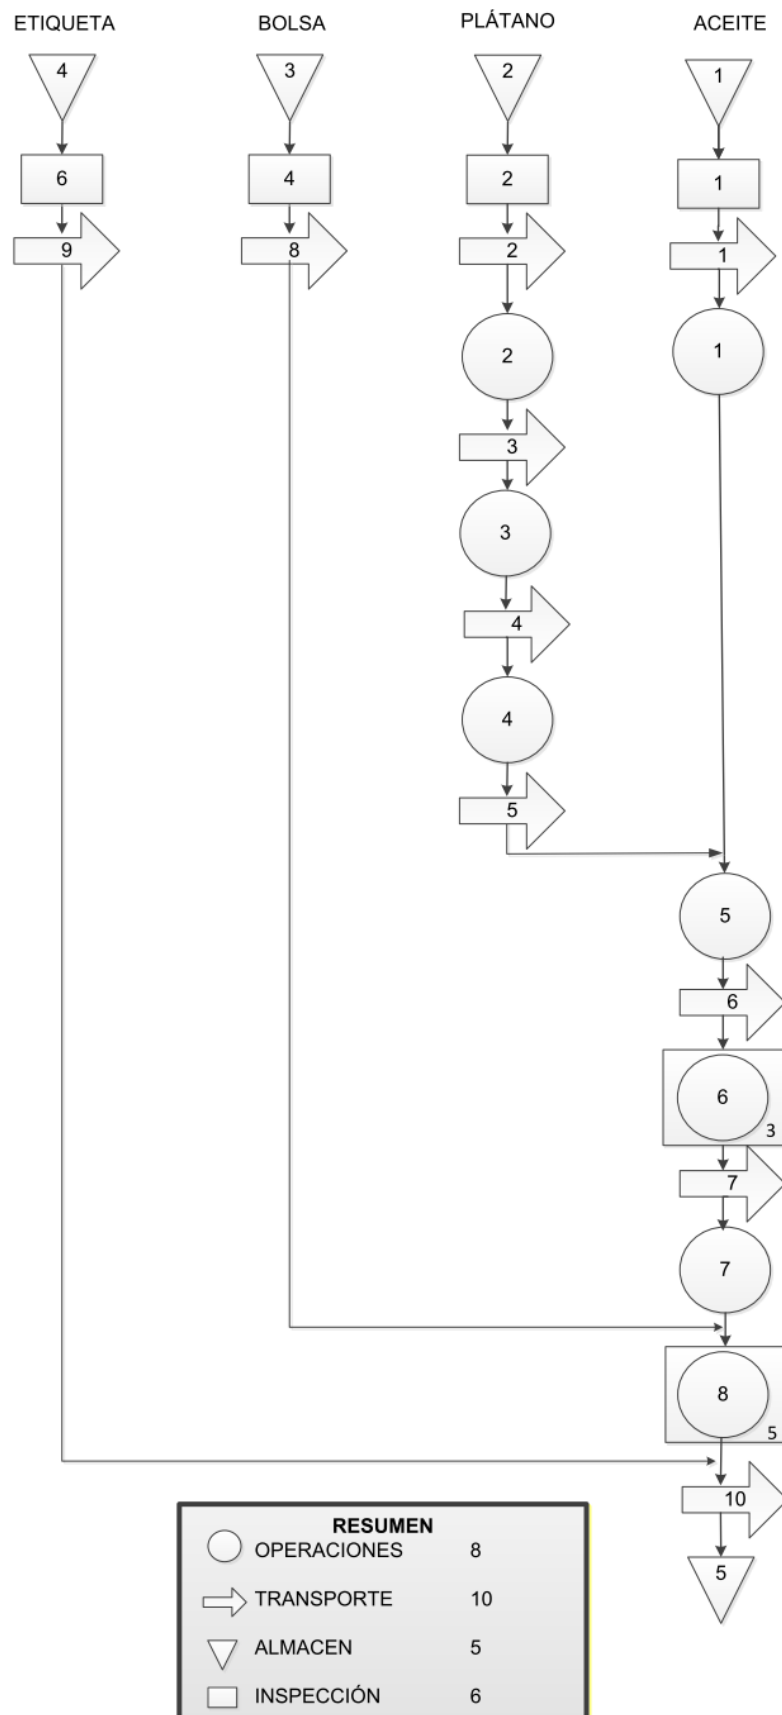 ETIQUETA BOLSA PLÁTANO ACEITE
4 3 2 1
6 4 2 1
9 8 2 1
2 1
3
3
4
4
5
5
6
6
3
7
7
8
5
10
5
RESUMEN
OPERACIONES 8
TRANSPORTE 10
ALMACEN 5
INSPECCIÓN 6